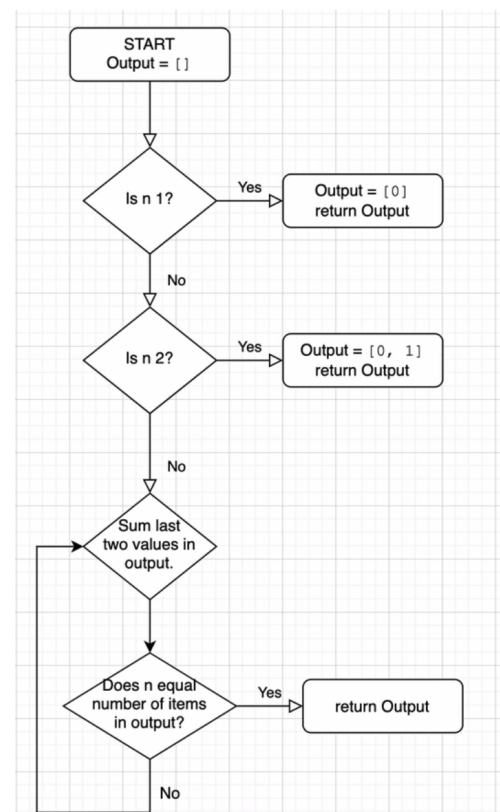 START
Output = []
Is n 1?
Yes
Output = [0]
return Output
No
Is n 2?
Yes
Output = [0, 1]
return Output
No
Sum last
two values in
output.
Does n equal
number of items
in output?
Yes
return Output
No